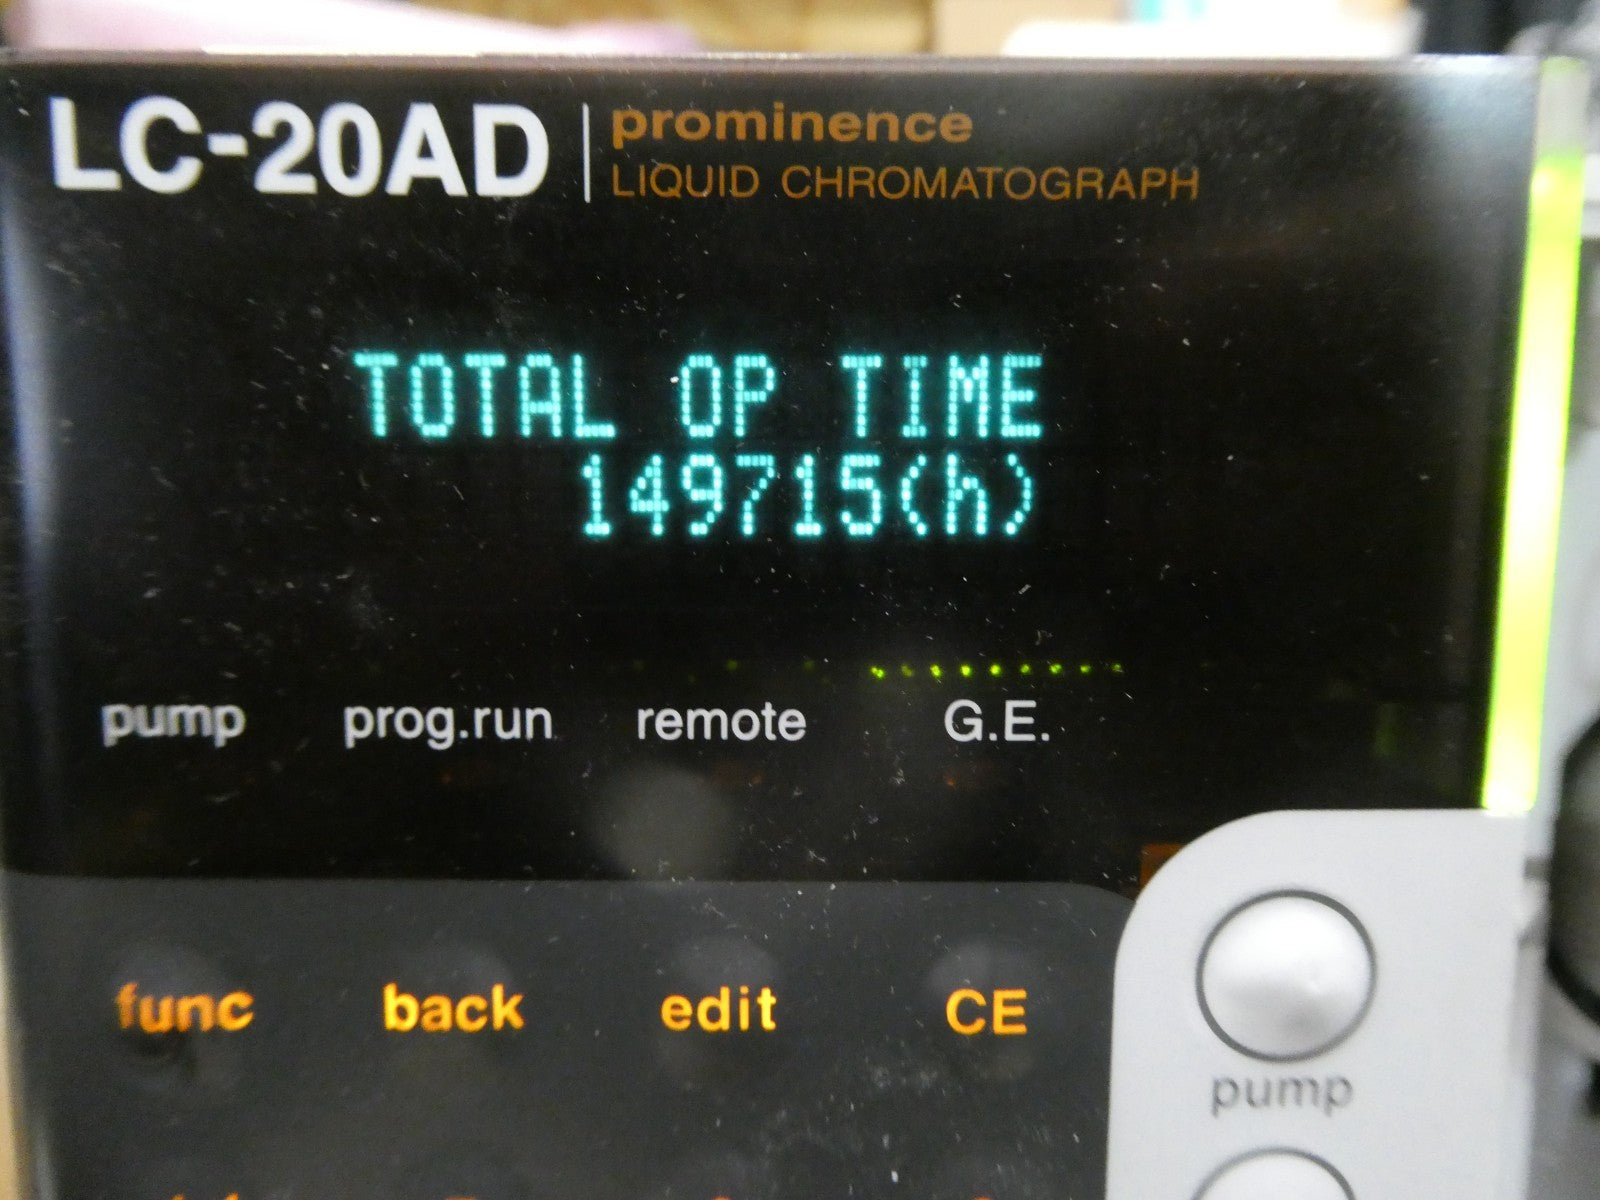 LC-20AD
prominence
LIQUID CHROMATOGRAPH
TOTAL OP TIME
149715(h)
pump prog.run remote G.E.
func back edit CE
pump